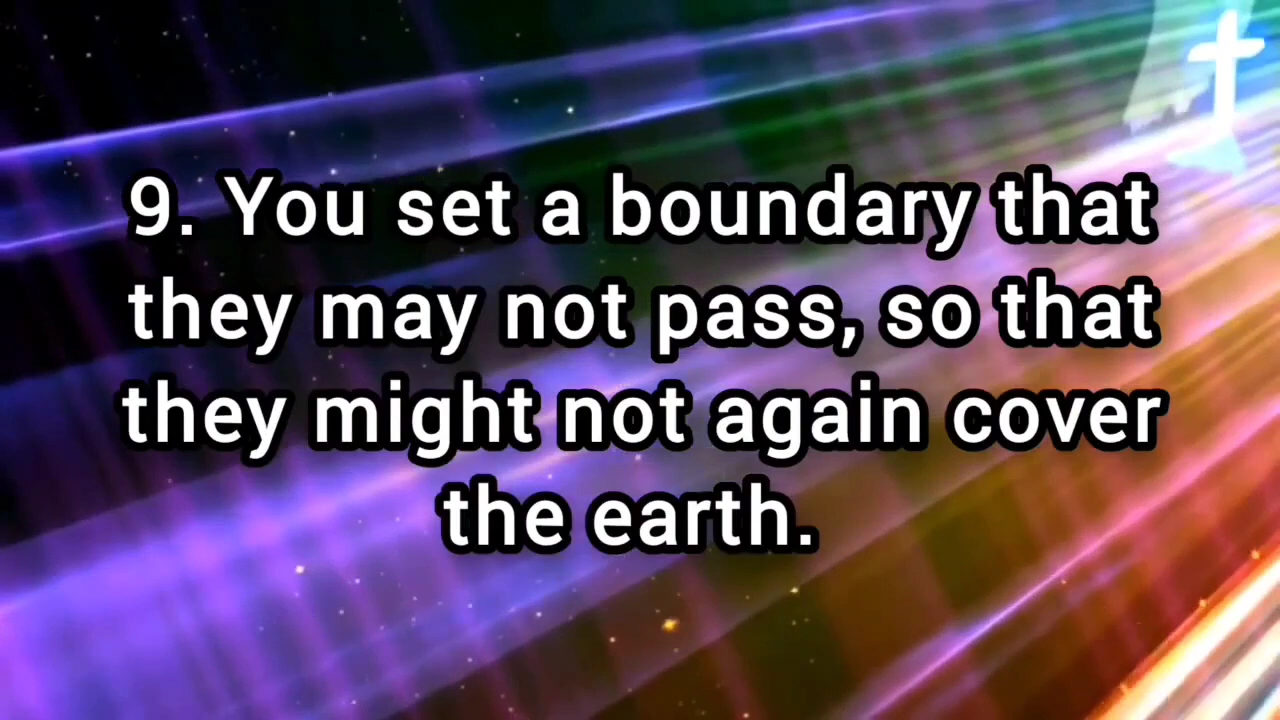 9. You set a boundary that
they may not pass, so that
they might not again cover
the earth.